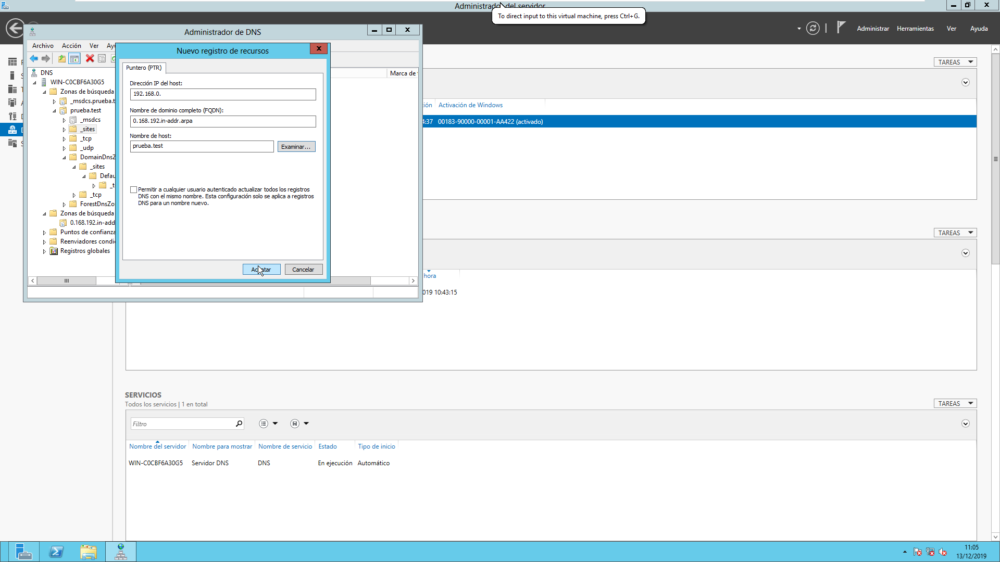 Administrador del servidor
To direct input to this virtual machine, press Ctrl+G.
Administrar Herramientas Ver Ayuda
Administrador de DNS
Archivo Acción Ver
Nuevo registro de recursos
Puntero (PTR)
Dirección IP del host:
192.168.0.
Nombre de dominio completo (FQDN):
0.168.192.in-addr.arpa
Nombre de host:
prueba.test
Examinar...
Permitir a cualquier usuario autenticado actualizar todos los registros
DNS con el mismo nombre. Esta configuración solo se aplica a registros
DNS para un nombre nuevo.
Aceptar Cancelar
DNS
WIN-C0CBF6A30G5
Zonas de búsqueda
_msdcs.prueba.t
prueba.test
_msdcs
_sites
_tcp
_udp
DomainDnsZ
_sites
Defau
_t
_tcp
ForestDnsZo
Zonas de búsqueda
0.168.192.in-add
Puntos de confianza
Reenviadores condi
Registros globales
Marca de
TAREAS
ión Activación de Windows
4:37 00183-90000-00001-AA422 (activado)
TAREAS
hora
019 10:43:15
SERVICIOS
Todos los servicios | 1 en total
TAREAS
Filtro
Nombre del servidor Nombre para mostrar Nombre de servicio Estado Tipo de inicio
WIN-C0CBF6A30G5 Servidor DNS DNS En ejecución Automático
11:05
13/12/2019